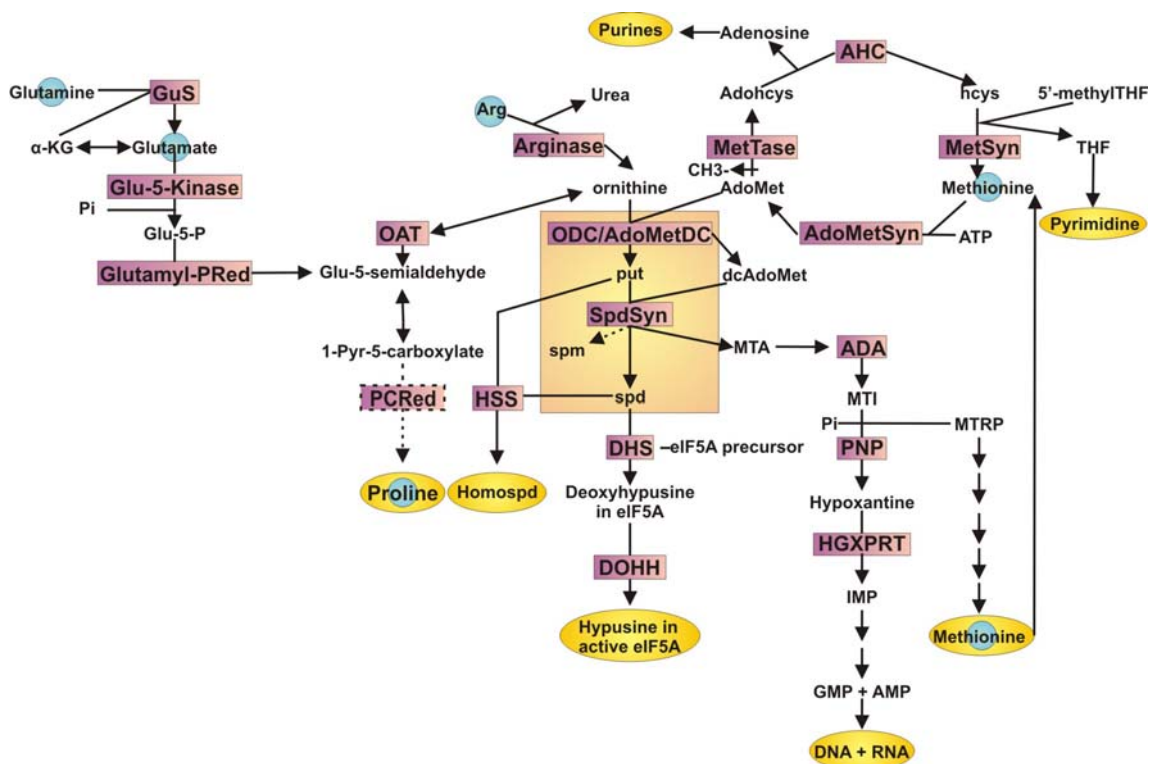 Purines
Adenosine
AHC
Glutamine
GuS
Arg
Urea
Adohcys
hcys
5'-methylTHF
α-KG
Glutamate
Arginase
MetTase
MetSyn
THF
CH3-
Glu-5-Kinase
ornithine
AdoMet
Methionine
Pi
Glu-5-P
OAT
ODC/AdoMetDC
AdoMetSyn
ATP
Pyrimidine
Glutamyl-PRed
Glu-5-semialdehyde
put
dcAdoMet
SpdSyn
1-Pyr-5-carboxylate
spm
MTA
ADA
PCRed
HSS
spd
MTI
Pi
MTRP
DHS
–eIF5A precursor
PNP
Proline
Homospd
Deoxyhypusine
in eIF5A
Hypoxantine
HGXPRT
DOHH
IMP
Hypusine in
active eIF5A
Methionine
GMP + AMP
DNA + RNA